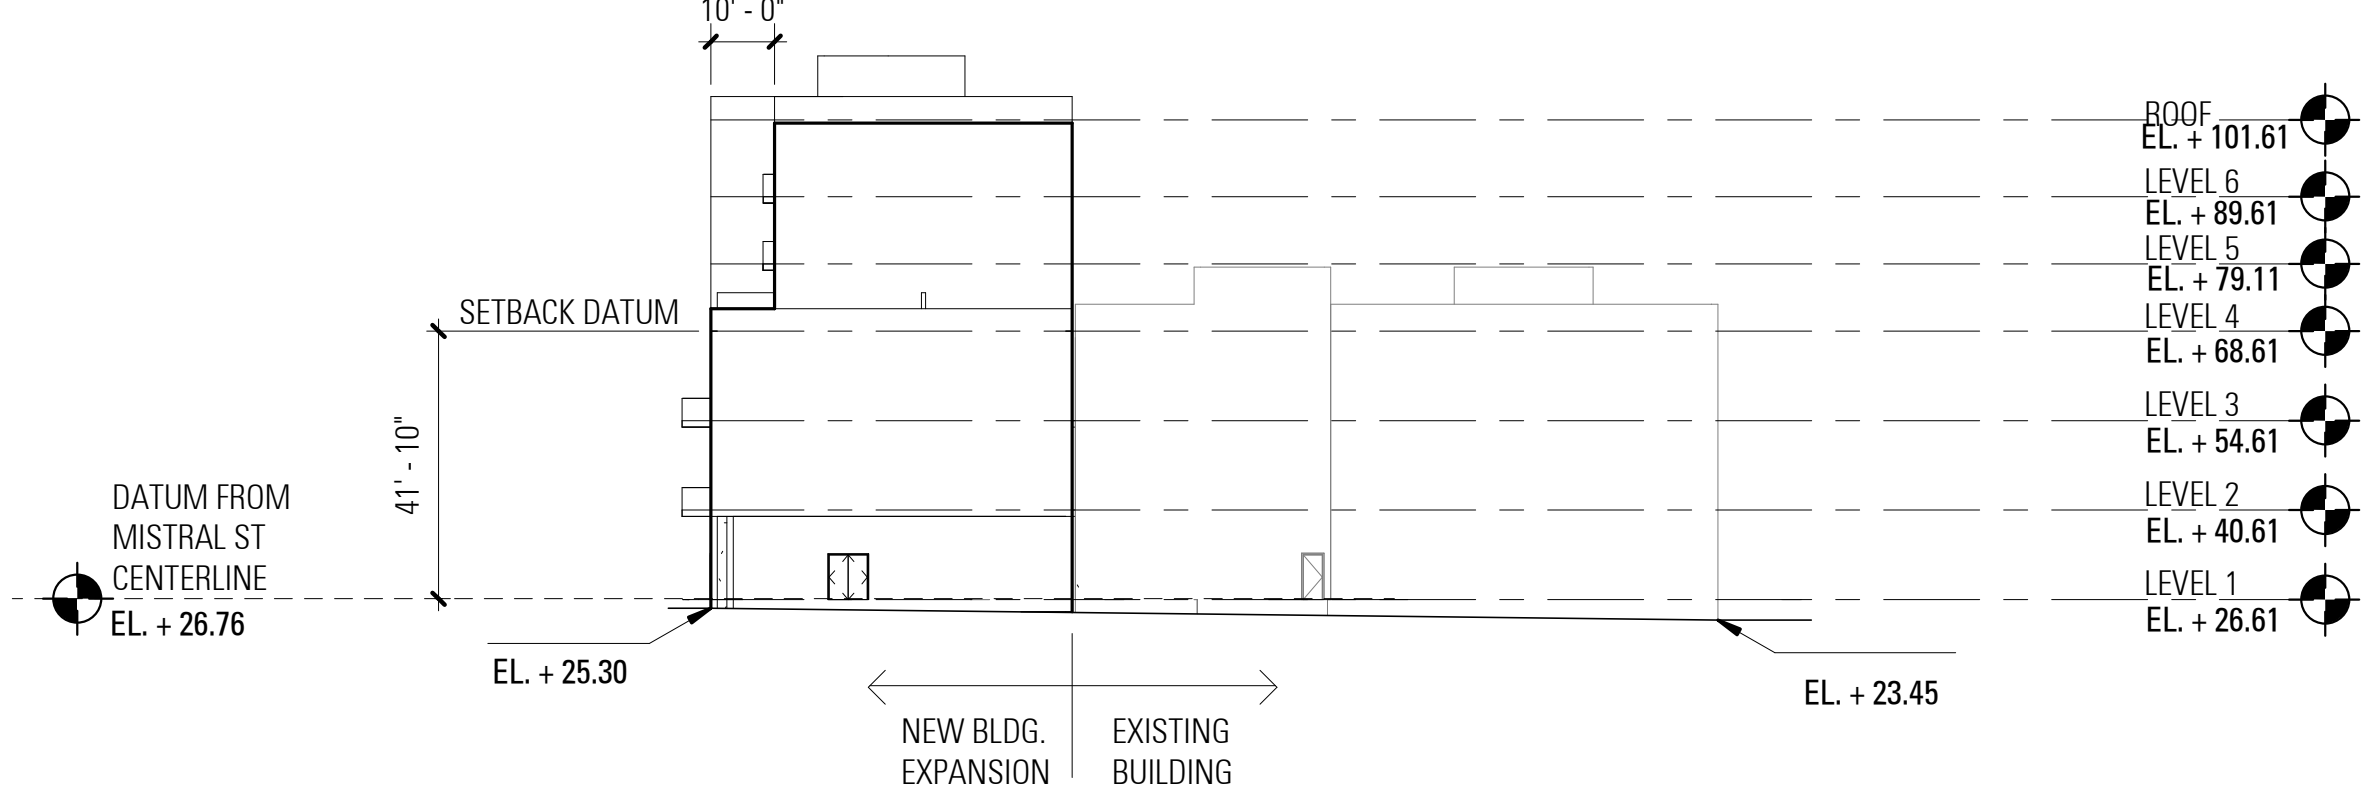 10' - 0"
ROOF
EL. + 101.61
LEVEL 6
EL. + 89.61
LEVEL 5
EL. + 79.11
SETBACK DATUM
LEVEL 4
EL. + 68.61
LEVEL 3
EL. + 54.61
41' - 10"
DATUM FROM
MISTRAL ST
CENTERLINE
EL. + 26.76
LEVEL 2
EL. + 40.61
LEVEL 1
EL. + 26.61
EL. + 25.30
EL. + 23.45
NEW BLDG.
EXPANSION
EXISTING
BUILDING